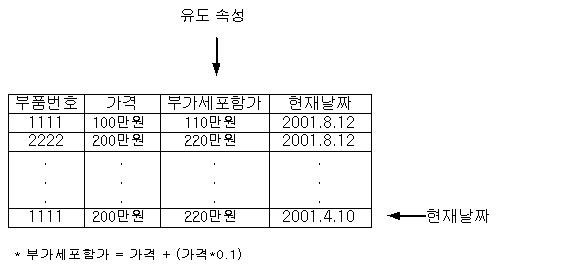 유도 속성
부품번호 가격 부가세포함가 현재날짜
1111 100만원 110만원 2001.8.12
2222 200만원 220만원 2001.8.12
. . . .
. . . .
. . . .
1111 200만원 220만원 2001.4.10 현재날짜
* 부가세포함가 = 가격 + (가격*0.1)